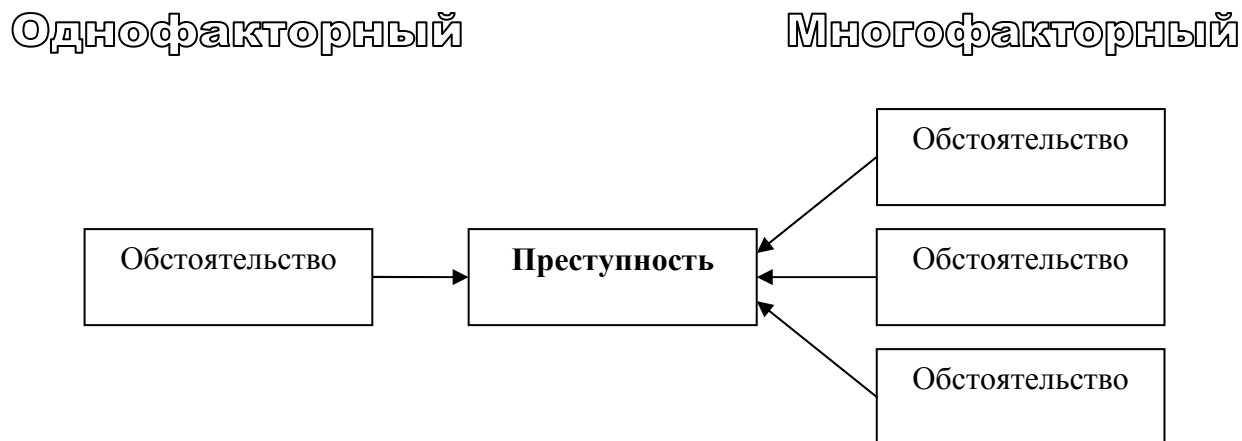 Однофакторный
Многофакторный
Обстоятельство
Обстоятельство
Преступность
Обстоятельство
Обстоятельство